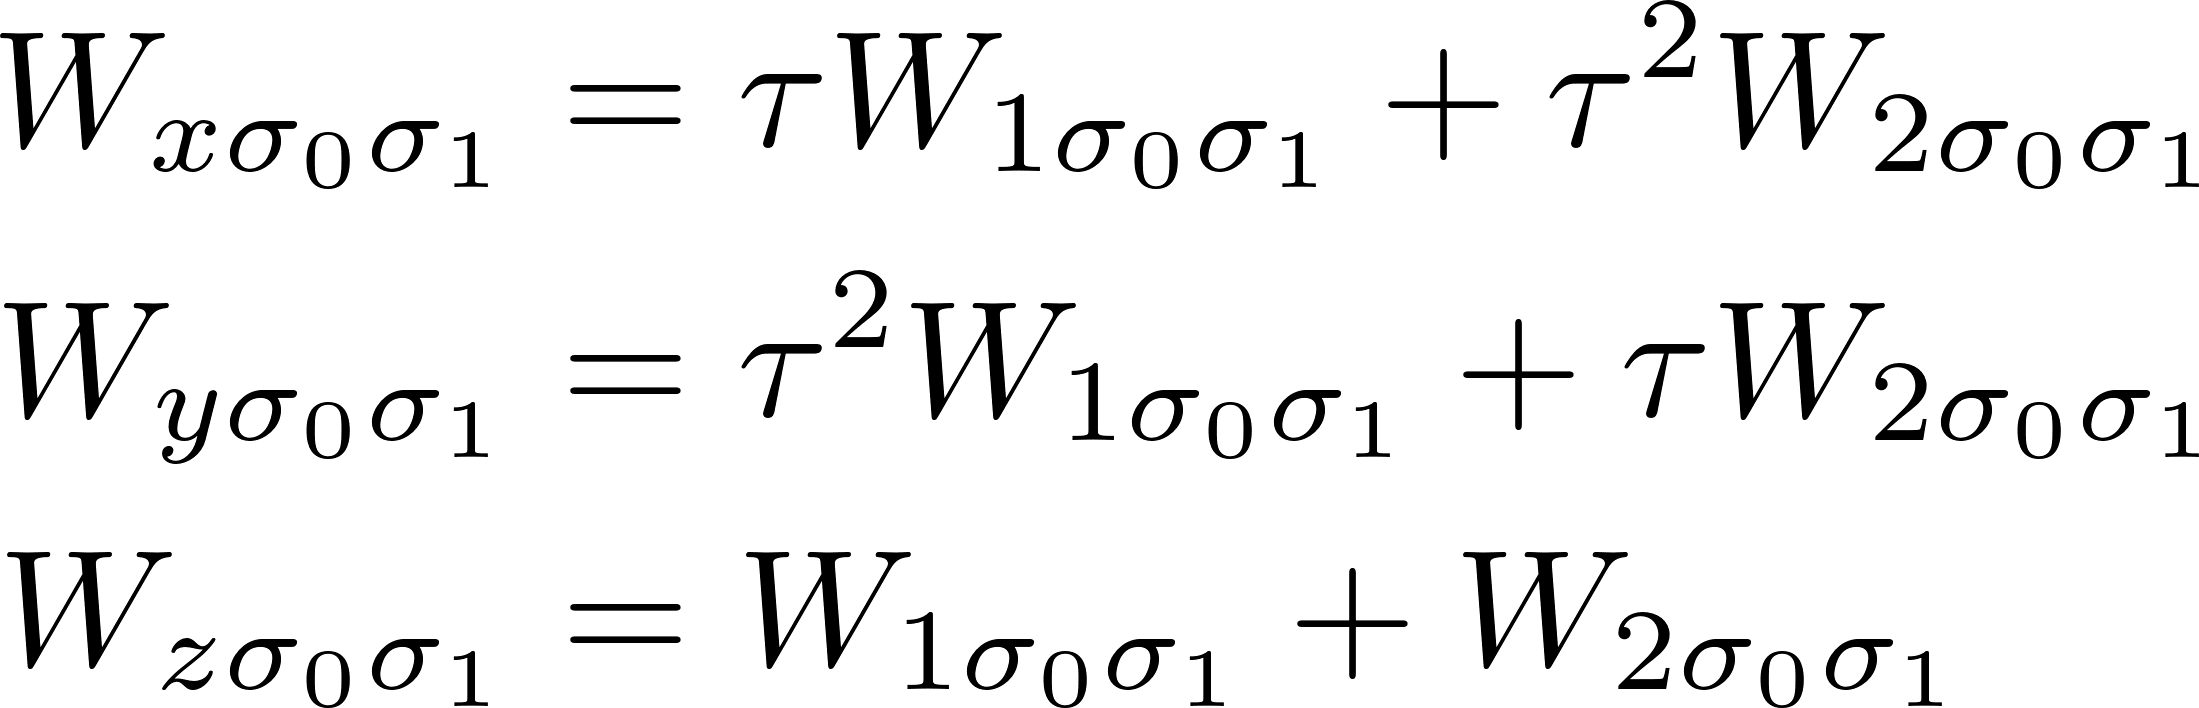 W_{xσ_0σ_1} = τW_{1σ_0σ_1} + τ^2W_{2σ_0σ_1}
W_{yσ_0σ_1} = τ^2W_{1σ_0σ_1} + τW_{2σ_0σ_1}
W_{zσ_0σ_1} = W_{1σ_0σ_1} + W_{2σ_0σ_1}